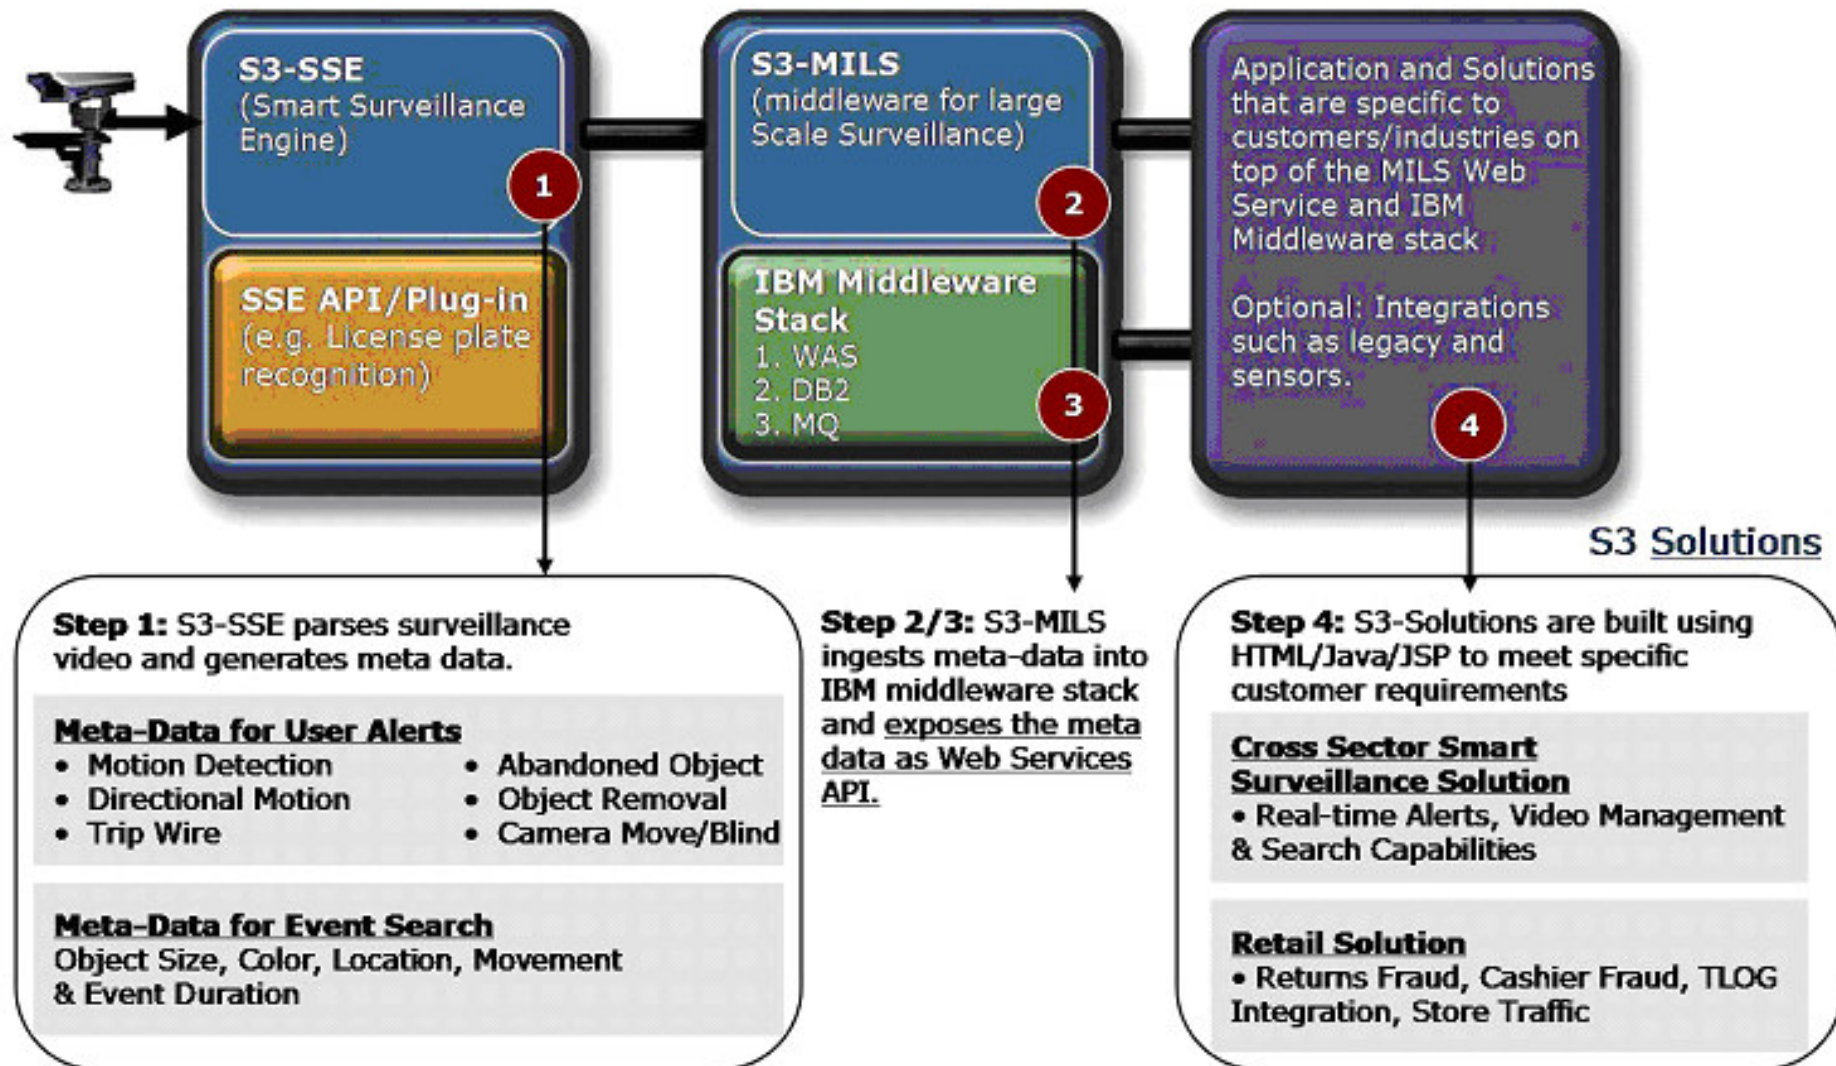 S3-SSE
(Smart Surveillance
Engine)
1
SSE API/Plug-in
(e.g. License plate
recognition)
S3-MILS
(middleware for large
Scale Surveillance)
2
IBM Middleware
Stack
1. WAS
2. DB2
3. MQ
3
Application and Solutions
that are specific to
customers/industries on
top of the MILS Web
Service and IBM
Middleware stack
Optional: Integrations
such as legacy and
sensors.
4
S3 Solutions
Step 1: S3-SSE parses surveillance
video and generates meta data.
Meta-Data for User Alerts
• Motion Detection
• Directional Motion
• Trip Wire
• Abandoned Object
• Object Removal
• Camera Move/Blind
Meta-Data for Event Search
Object Size, Color, Location, Movement
& Event Duration
Step 2/3: S3-MILS
ingests meta-data into
IBM middleware stack
and exposes the meta
data as Web Services
API.
Step 4: S3-Solutions are built using
HTML/Java/JSP to meet specific
customer requirements
Cross Sector Smart
Surveillance Solution
• Real-time Alerts, Video Management
& Search Capabilities
Retail Solution
• Returns Fraud, Cashier Fraud, TLOG
Integration, Store Traffic